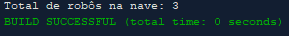 Total de robôs na nave: 3
BUILD SUCCESSFUL (total time: 0 seconds)